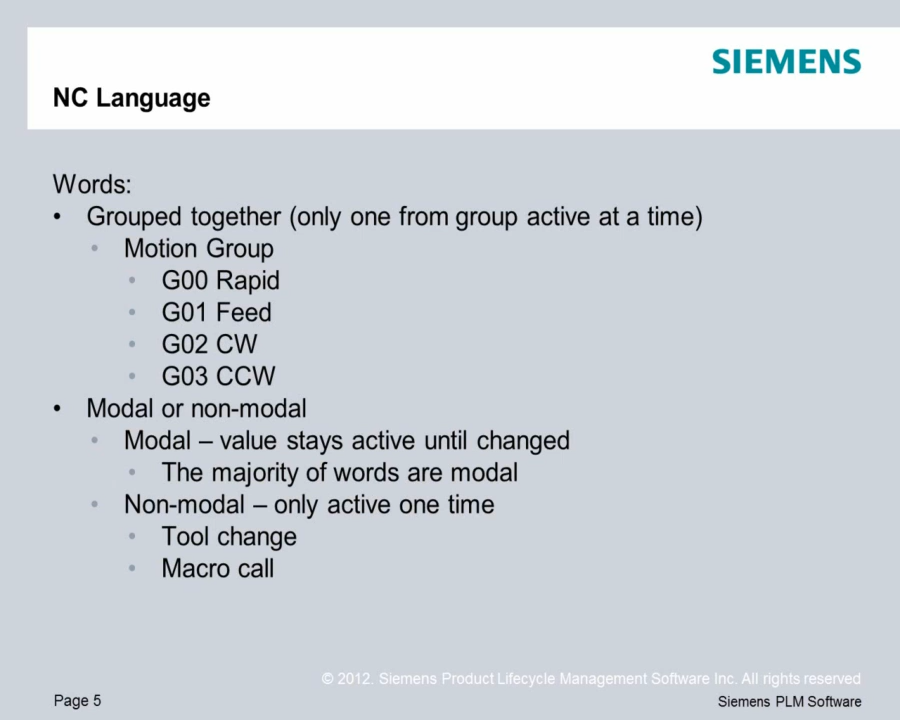 SIEMENS
NC Language
Words:
• Grouped together (only one from group active at a time)
• Motion Group
• G00 Rapid
• G01 Feed
• G02 CW
• G03 CCW
• Modal or non-modal
• Modal – value stays active until changed
• The majority of words are modal
• Non-modal – only active one time
• Tool change
• Macro call
© 2012. Siemens Product Lifecycle Management Software Inc. All rights reserved
Page 5
Siemens PLM Software